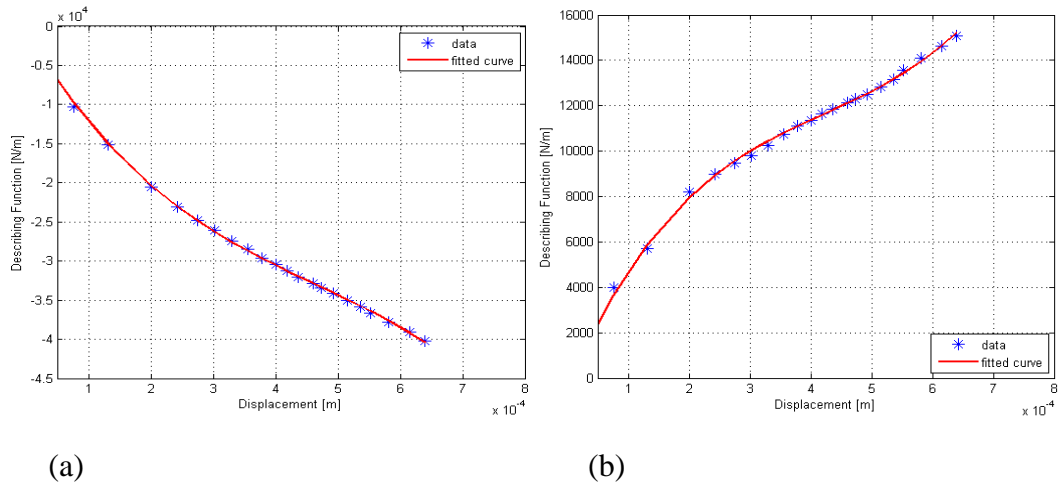 x 10^4
0
-0.5
-1
-1.5
-2
-2.5
-3
-3.5
-4
-4.5
Describing Function [N/m]
data
fitted curve
1 2 3 4 5 6 7 8
Displacement [m]
x 10^-4
(a)
16000
14000
12000
10000
8000
6000
4000
2000
0
Describing Function [N/m]
data
fitted curve
1 2 3 4 5 6 7 8
Displacement [m]
x 10^-4
(b)